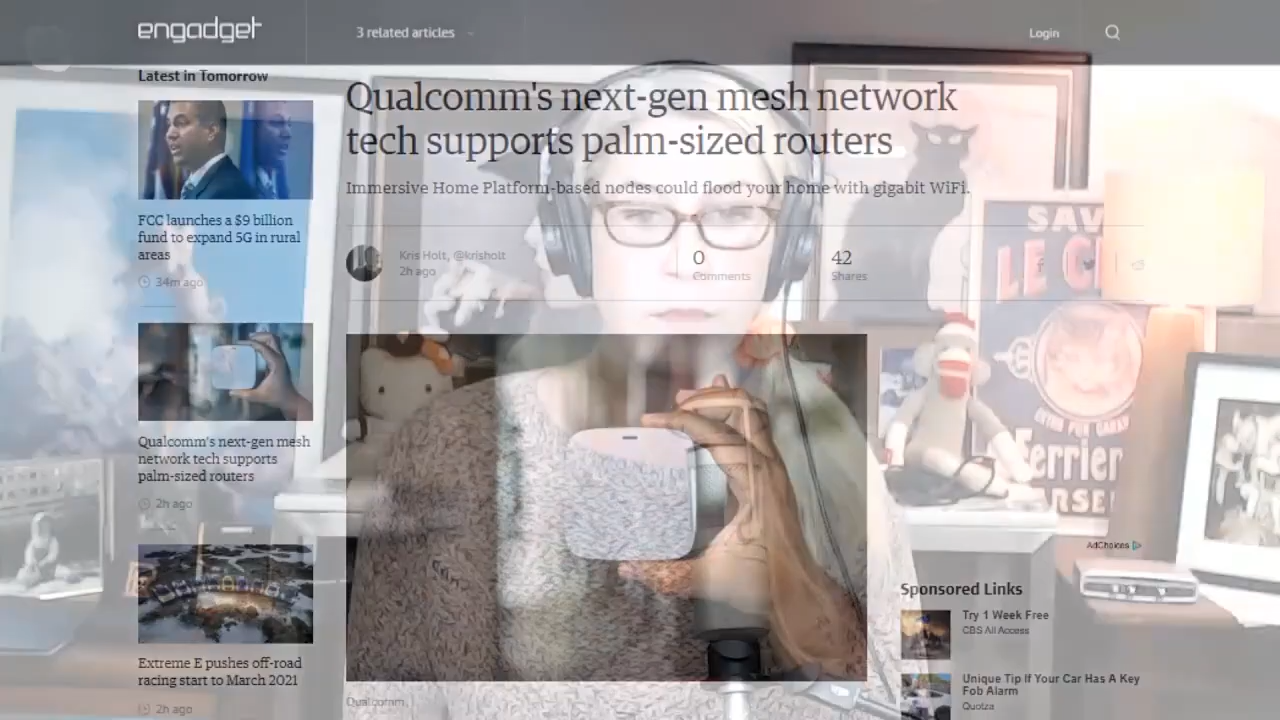 engadget
3 related articles
Login
Latest in Tomorrow
FCC launches a $9 billion
fund to expand 5G in rural
areas
34m ago
Qualcomm's next-gen mesh
network tech supports
palm-sized routers
2h ago
Extreme E pushes off-road
racing start to March 2021
2h ago
Qualcomm's next-gen mesh network
tech supports palm-sized routers
Immersive Home Platform-based nodes could flood your home with gigabit WiFi.
Kris Holt, @krisholt
2h ago
0
Comments
42
Shares
Qualcomm
SAV
LE C
Ferrier
ARSE
AdChoices
Sponsored Links
Try 1 Week Free
CBS All Access
Unique Tip If Your Car Has A Key
Fob Alarm
Quotza